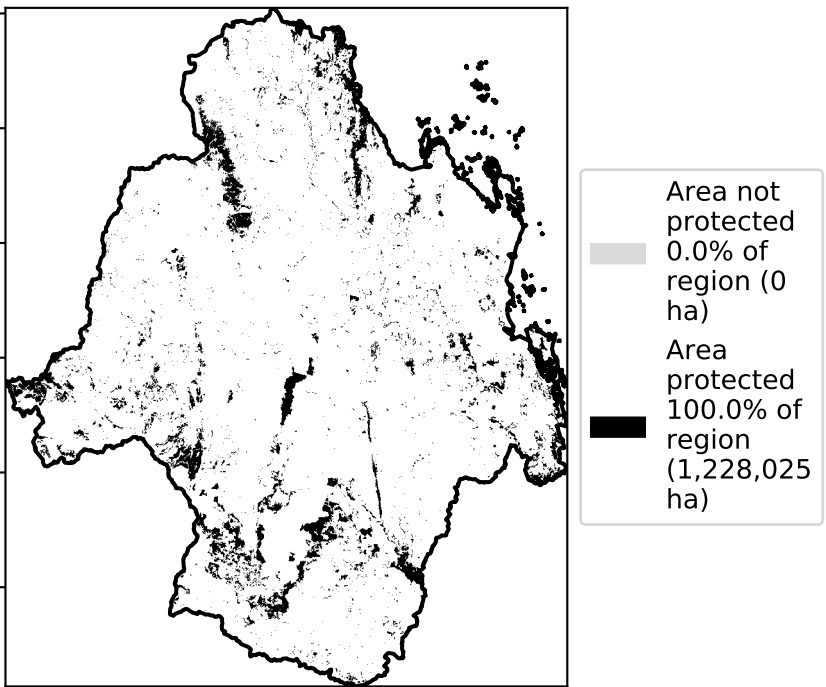 Area not
protected
0.0% of
region (0
ha)
Area
protected
100.0% of
region
(1,228,025
ha)